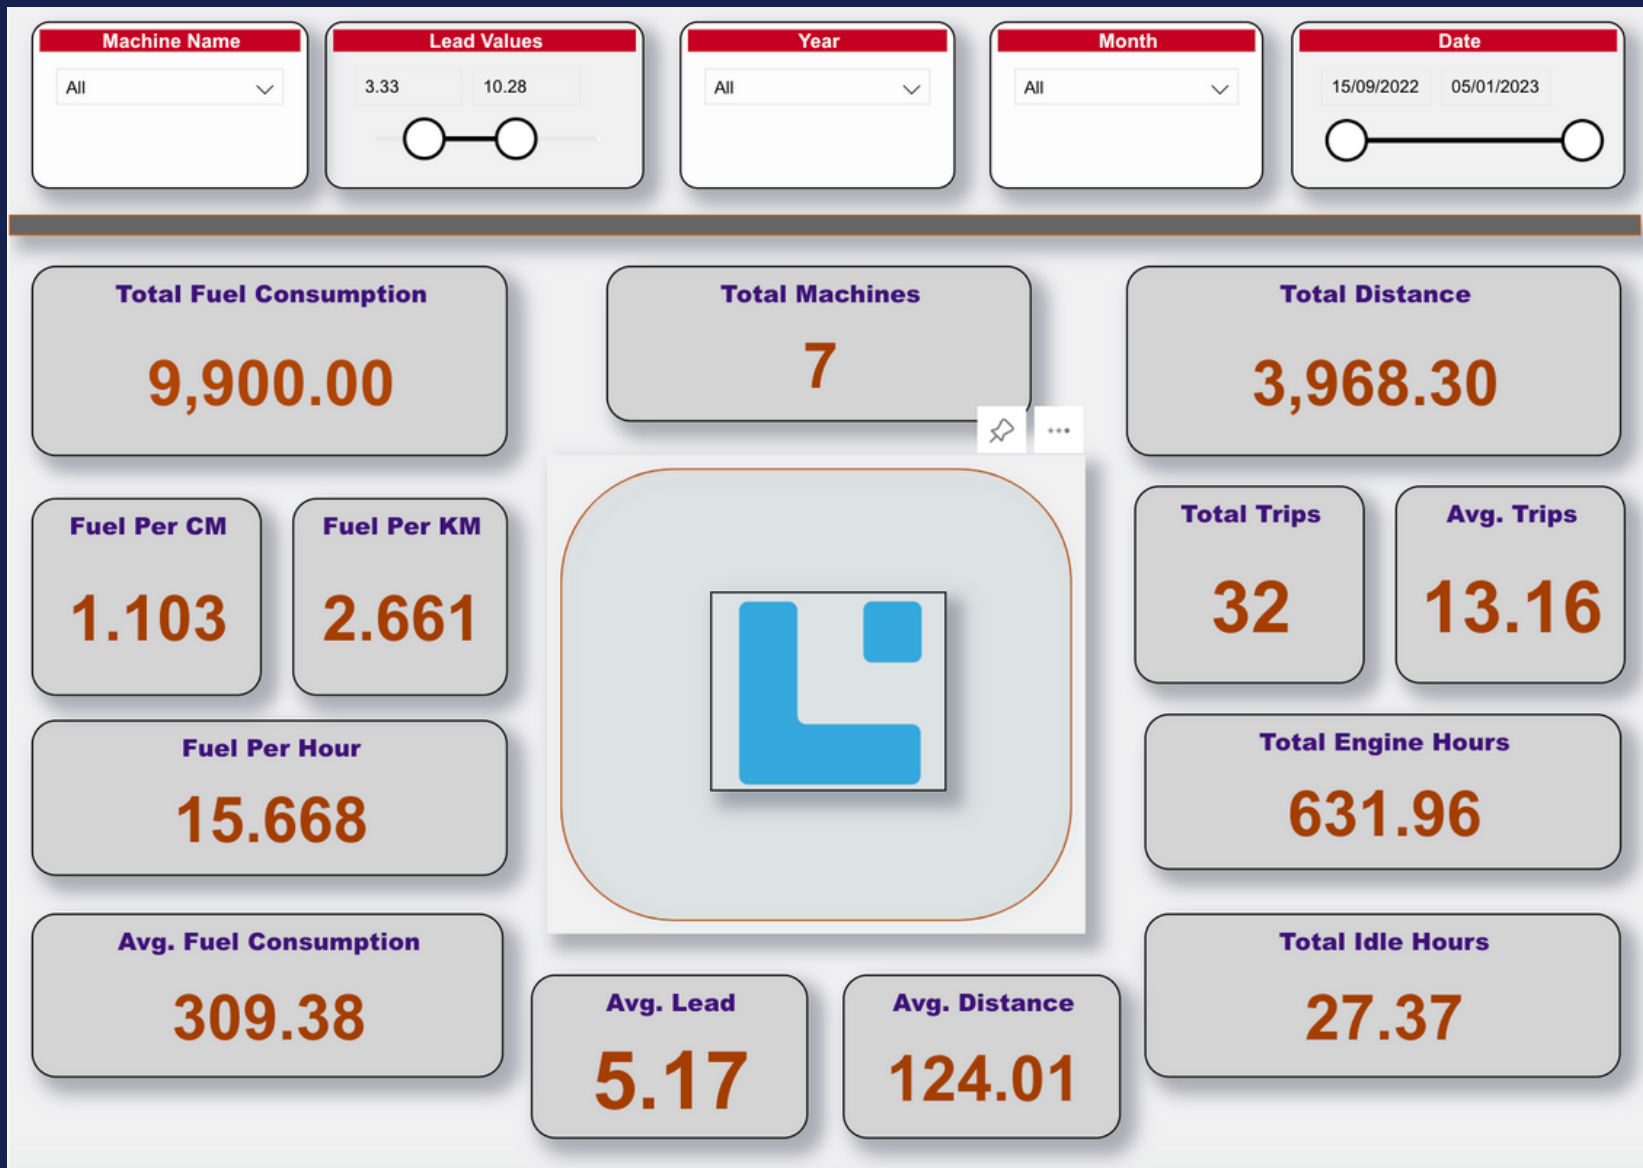 Machine Name
All
Lead Values
3.33 10.28
Year
All
Month
All
Date
15/09/2022 05/01/2023
Total Fuel Consumption
9,900.00
Total Machines
7
Total Distance
3,968.30
Fuel Per CM
1.103
Fuel Per KM
2.661
Total Trips
32
Avg. Trips
13.16
Fuel Per Hour
15.668
Total Engine Hours
631.96
Avg. Fuel Consumption
309.38
Avg. Lead
5.17
Avg. Distance
124.01
Total Idle Hours
27.37